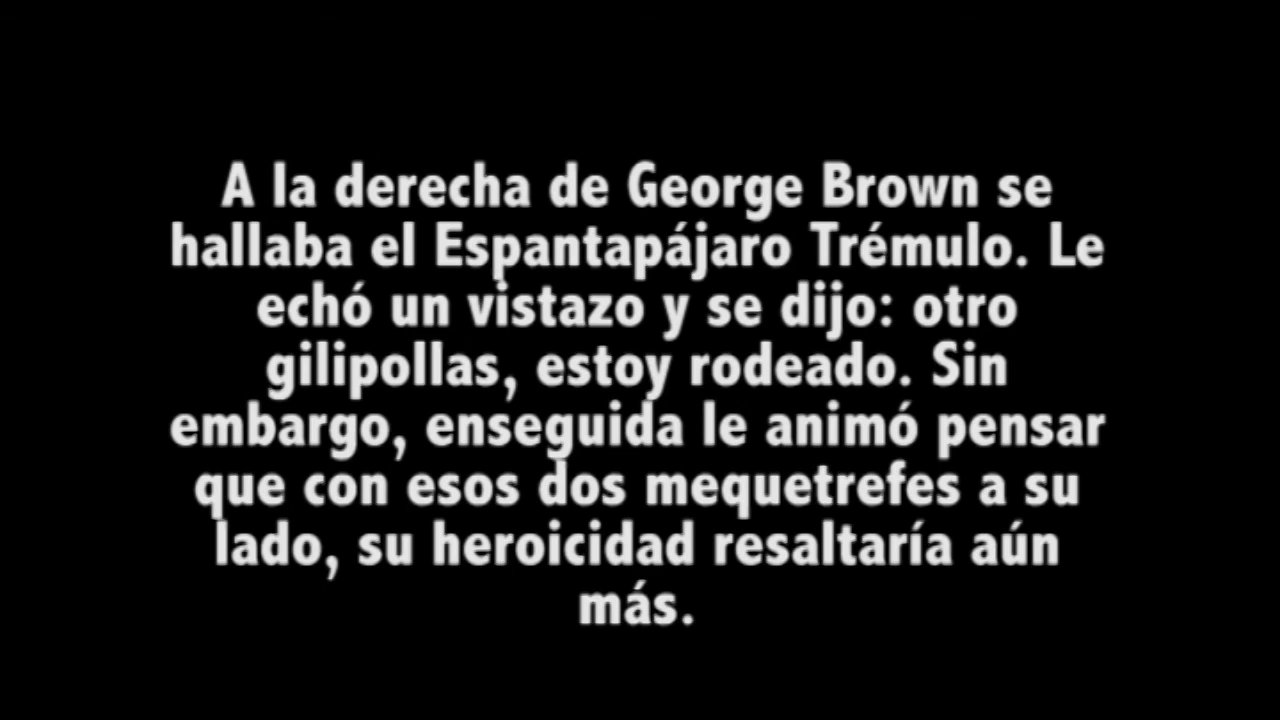 A la derecha de George Brown se
hallaba el Espantapájaro Trémulo. Le
echó un vistazo y se dijo: otro
gilipollas, estoy rodeado. Sin
embargo, enseguida le animó pensar
que con esos dos mequetrefes a su
lado, su heroicidad resaltaría aún
más.